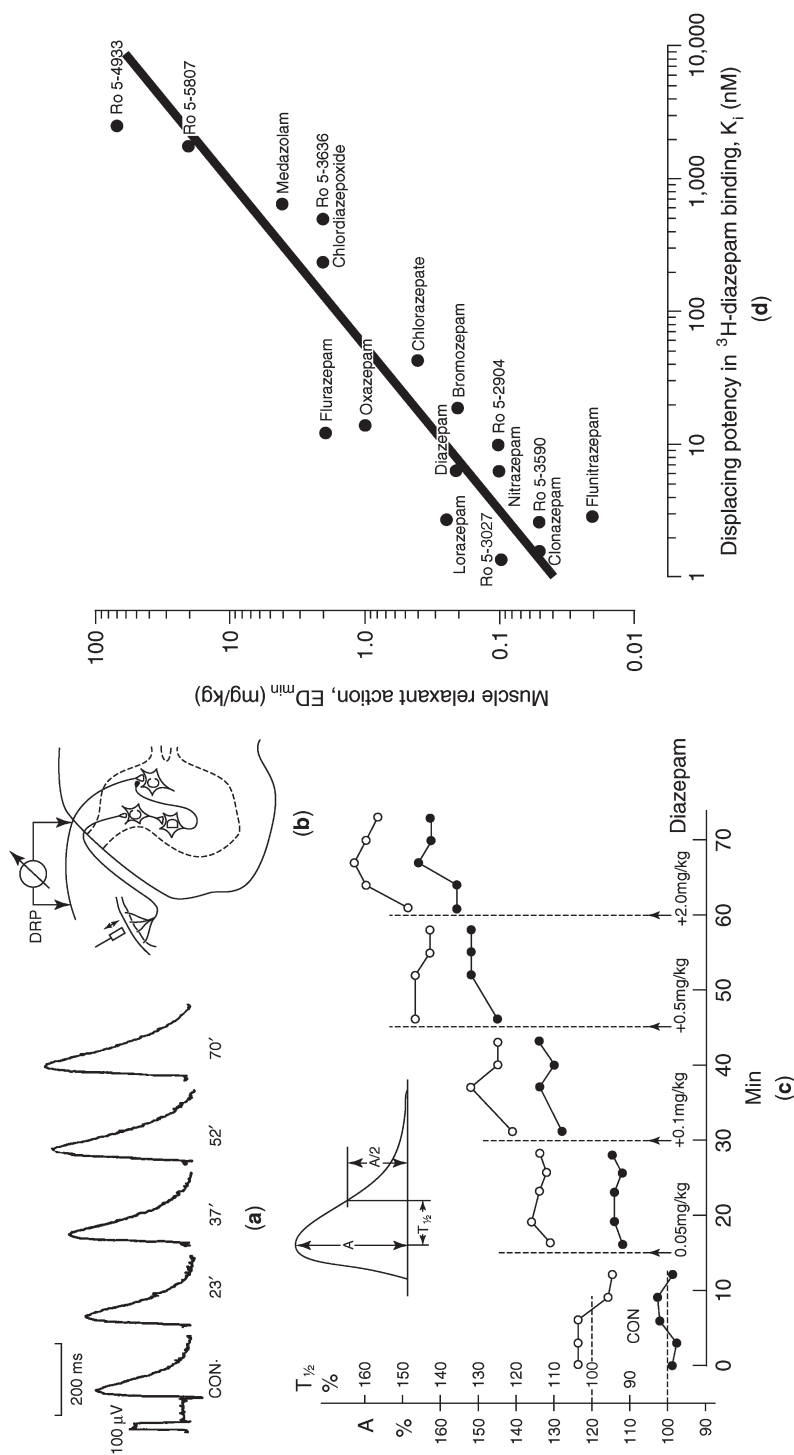 100 μV
200 ms
CON·
23′
37′
52′
70′
(a)
DRP
C
C
D
(b)
T½
%
A
%
160
150
140
130
120
110
100
90
160
150
140
130
120
110
100
90
A
A/2
T½
CON
0.05mg/kg
+0.1mg/kg
+0.5mg/kg
+2.0mg/kg
Diazepam
0
10
20
30
40
50
60
70
Min
(c)
Muscle relaxant action, EDmin (mg/kg)
100
10
1.0
0.1
0.01
Ro 5-4933
Ro 5-5807
Medazolam
Ro 5-3636
Chlordiazepoxide
Flurazepam
Oxazepam
Chlorazepate
Diazepam
Bromozepam
Lorazepam
Ro 5-2904
Nitrazepam
Ro 5-3027
Ro 5-3590
Clonazepam
Flunitrazepam
1
10
100
1,000
10,000
Displacing potency in ³H-diazepam binding, Ki (nM)
(d)